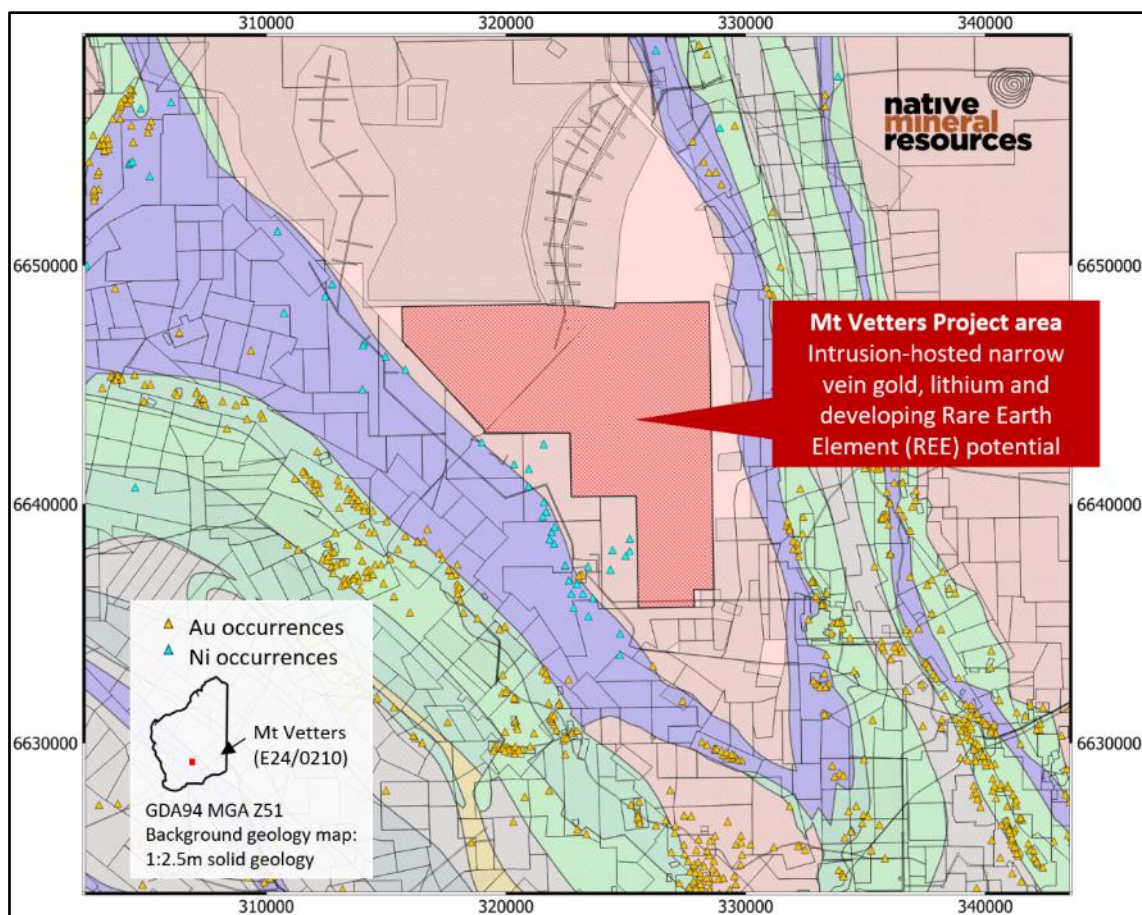 310000 320000 330000 340000
native
mineral
resources
6650000 6650000
Mt Vetters Project area
Intrusion-hosted narrow
vein gold, lithium and
developing Rare Earth
Element (REE) potential
6640000 6640000
Au occurrences
Ni occurrences
Mt Vetters
(E24/0210)
6630000 6630000
GDA94 MGA Z51
Background geology map:
1:2.5m solid geology
310000 320000 330000 340000